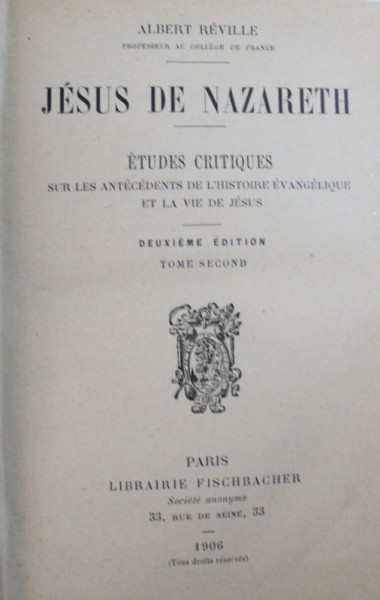 ALBERT RÉVILLE
PROFESSEUR AU COLLÈGE DE FRANCE
JÉSUS DE NAZARETH
ÉTUDES CRITIQUES
SUR LES ANTÉCÉDENTS DE L'HISTOIRE ÉVANGÉLIQUE
ET LA VIE DE JÉSUS
DEUXIÈME ÉDITION
TOME SECOND
PARIS
LIBRAIRIE FISCHBACHER
Société anonyme
33, RUE DE SEINE, 33
1906
(Tous droits réservés)